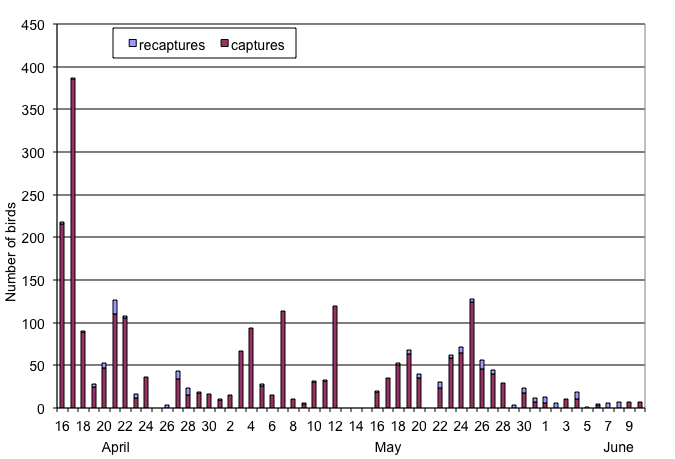 450
recaptures captures
400
350
300
250
200
150
100
50
0
Number of birds
16 18 20 22 24 26 28 30 2 4 6 8 10 12 14 16 18 20 22 24 26 28 30 1 3 5 7 9
April May June